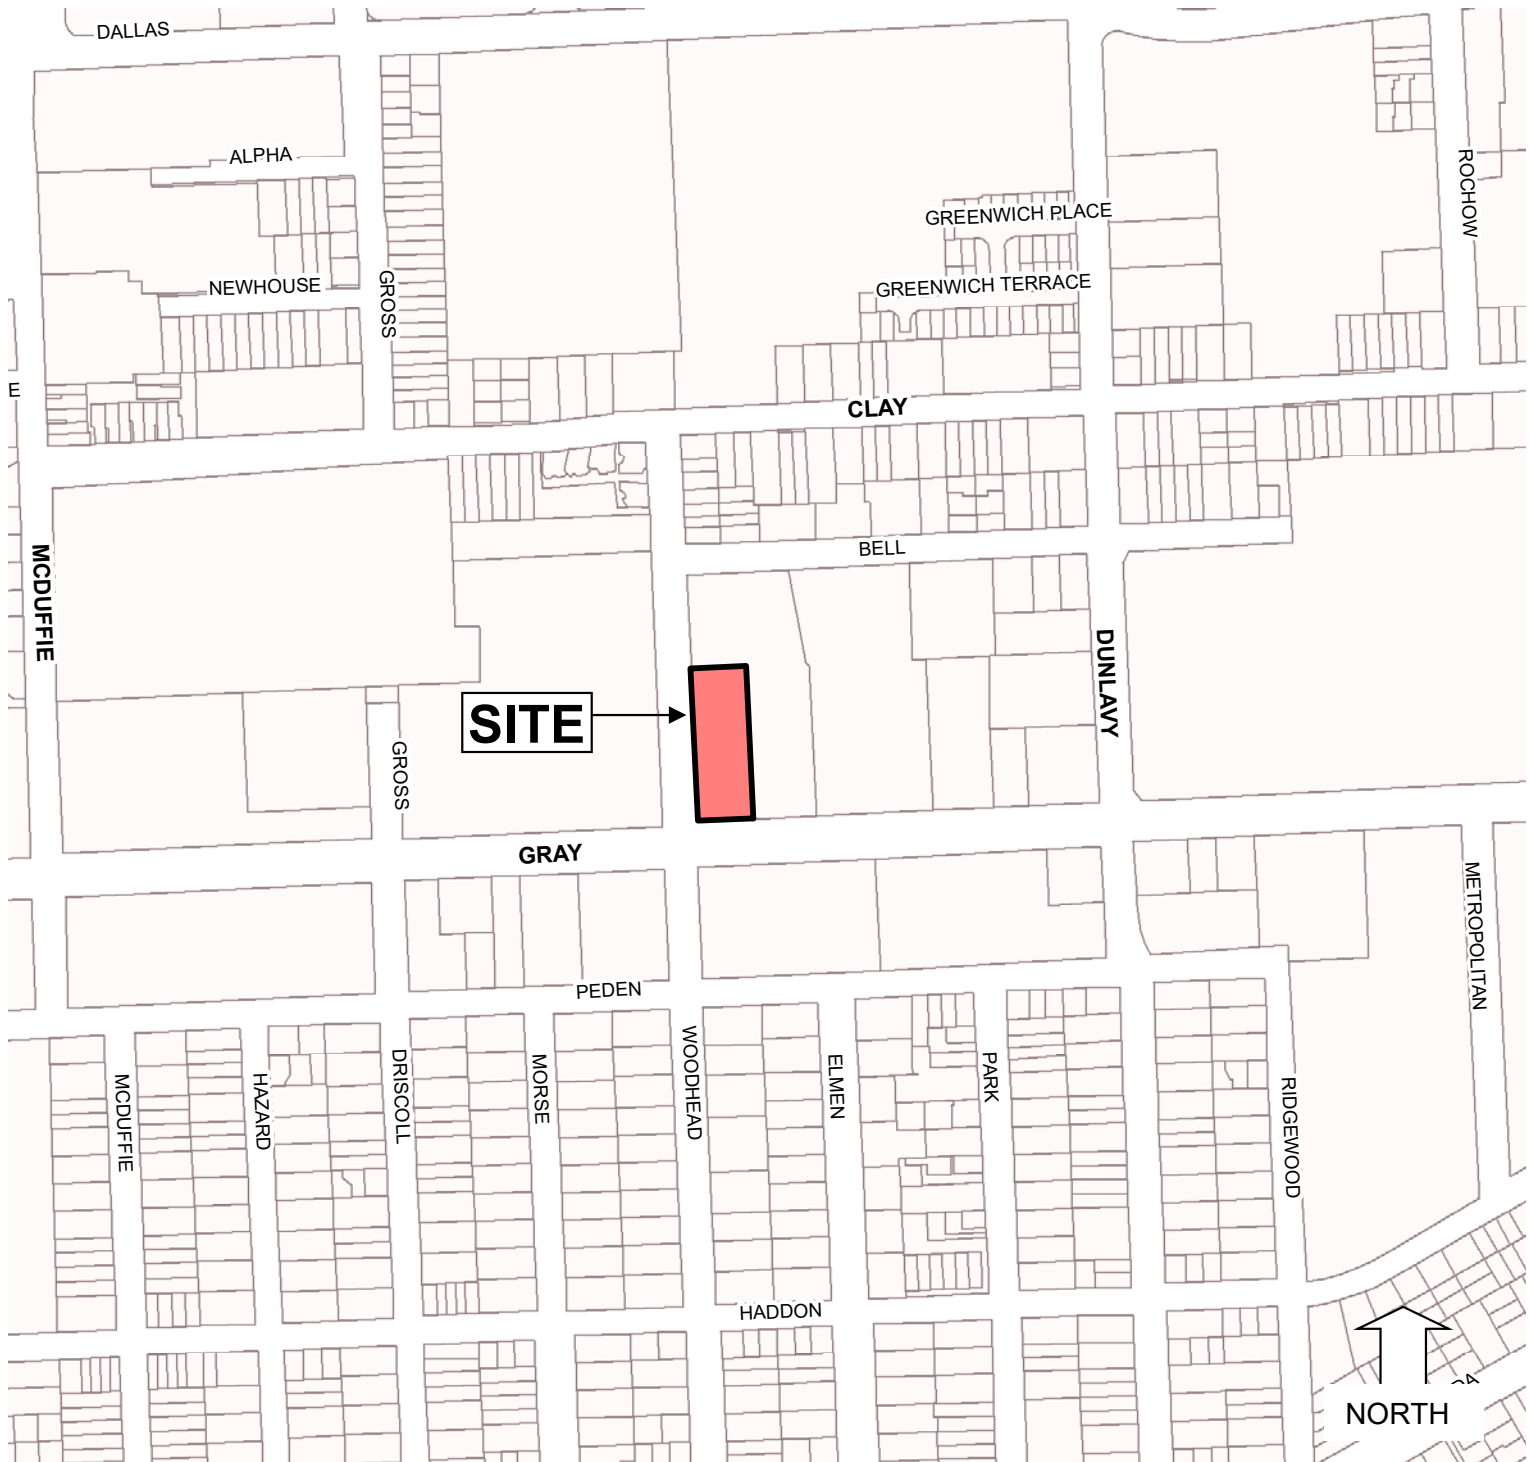 DALLAS
ALPHA
ROCHOW
GREENWICH PLACE
NEWHOUSE
GROSS
GREENWICH TERRACE
E
CLAY
MCDUFFIE
BELL
DUNLAVY
SITE
GROSS
GRAY
METROPOLITAN
PEDEN
MCDUFFIE
HAZARD
DRISCOLL
MORSE
WOODHEAD
ELMEN
PARK
RIDGEWOOD
HADDON
NORTH